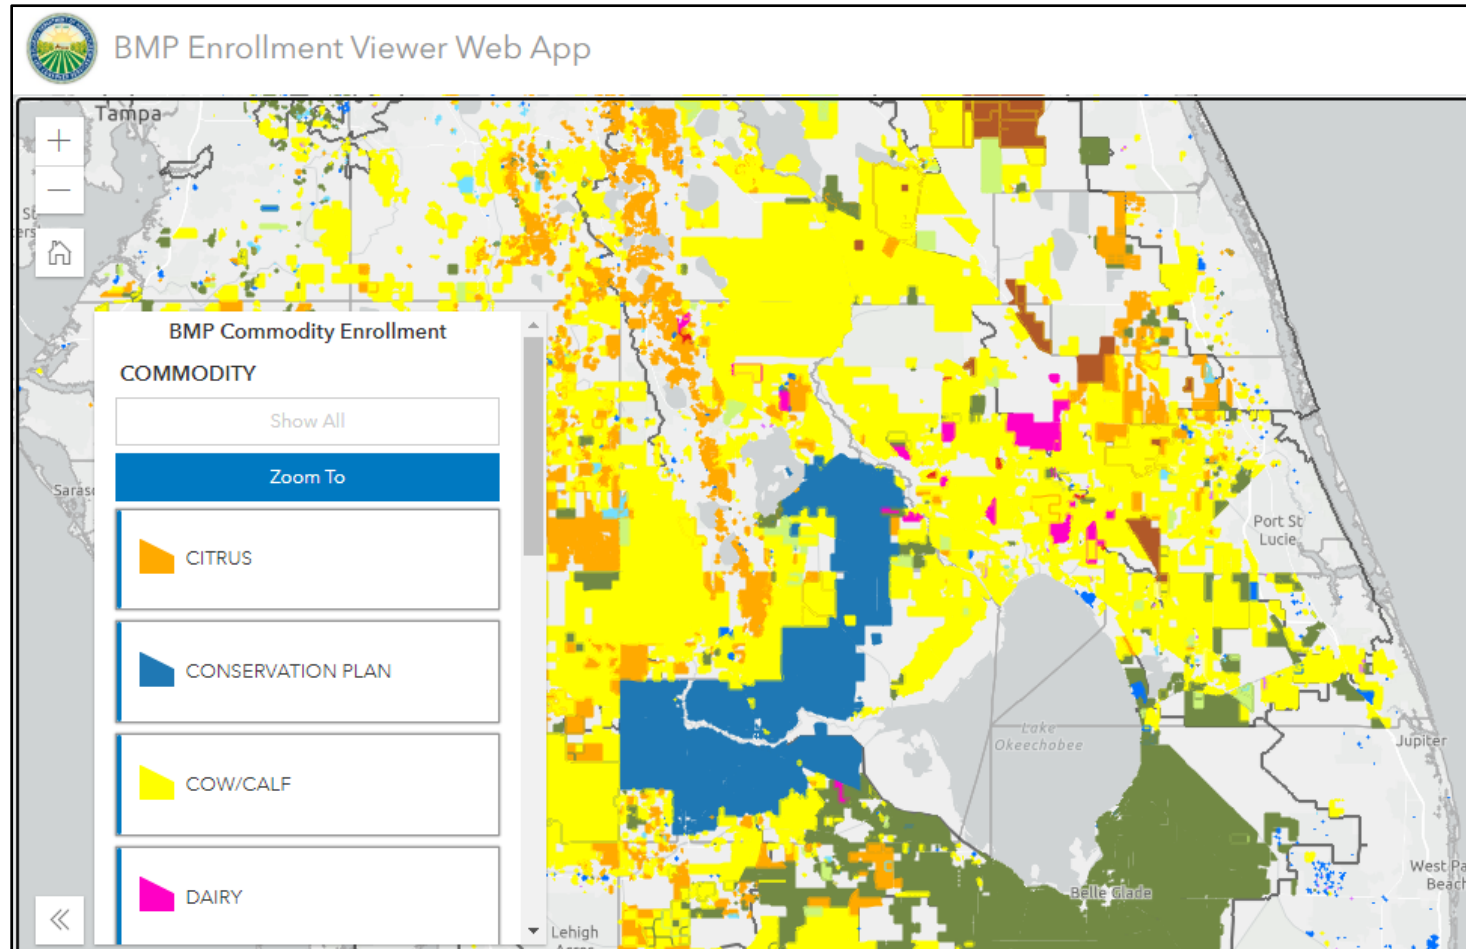 BMP Enrollment Viewer Web App
Tampa
St
BMP Commodity Enrollment
COMMODITY
Show All
Zoom To
CITRUS
CONSERVATION PLAN
COW/CALF
DAIRY
Port St
Lucie
Lake
Okeechobee
Jupiter
West Pa
Beach
Belle Glade
Lehigh